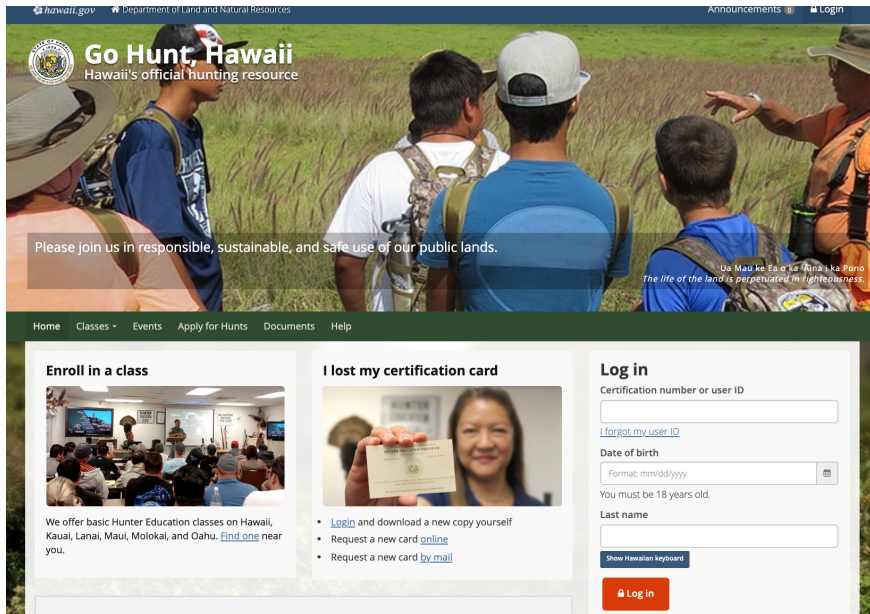 hawaii.gov Department of Land and Natural Resources Announcements 0 Login
Go Hunt, Hawaii
Hawaii's official hunting resource
Please join us in responsible, sustainable, and safe use of our public lands.
Ua Mau ke Ea o ka ʻĀina i ka Pono
The life of the land is perpetuated in righteousness.
Home Classes Events Apply for Hunts Documents Help
Enroll in a class
HUNTER
EDUCATION
We offer basic Hunter Education classes on Hawaii,
Kauai, Lanai, Maui, Molokai, and Oahu. Find one near
you.
I lost my certification card
HUNTER EDUCATION PROGRAM
• Login and download a new copy yourself
• Request a new card online
• Request a new card by mail
Log in
Certification number or user ID
I forgot my user ID
Date of birth
Format: mm/dd/yyyy
You must be 18 years old.
Last name
Show Hawaiian keyboard
Log in